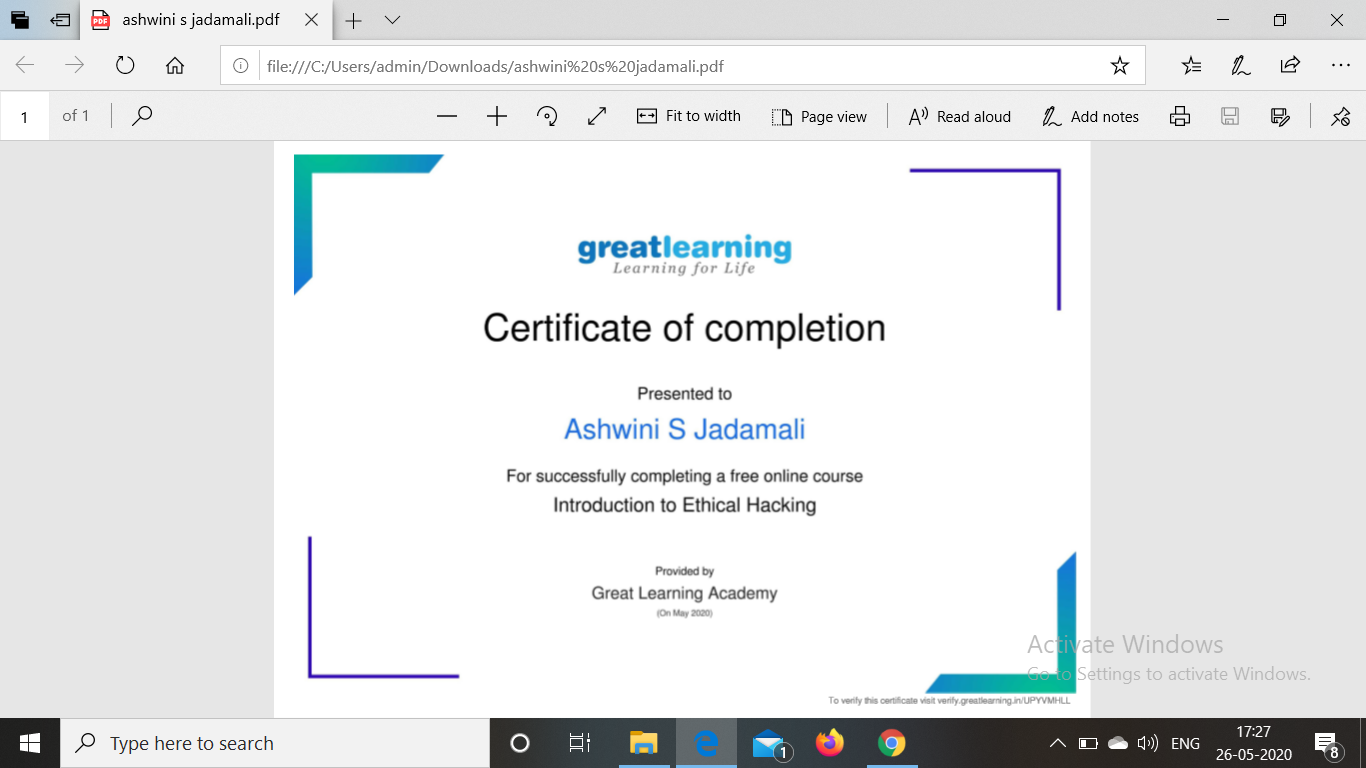 ashwini s jadamali.pdf
file:///C:/Users/admin/Downloads/ashwini%20s%20jadamali.pdf
1 of 1 Fit to width Page view Read aloud Add notes
greatlearning
Learning for Life
Certificate of completion
Presented to
Ashwini S Jadamali
For successfully completing a free online course
Introduction to Ethical Hacking
Provided by
Great Learning Academy
(On May 2020)
Activate Windows
Go to Settings to activate Windows.
To verify this certificate visit verify.greatlearning.in/UPYVMHLL
Type here to search
1
ENG
17:27
26-05-2020
8